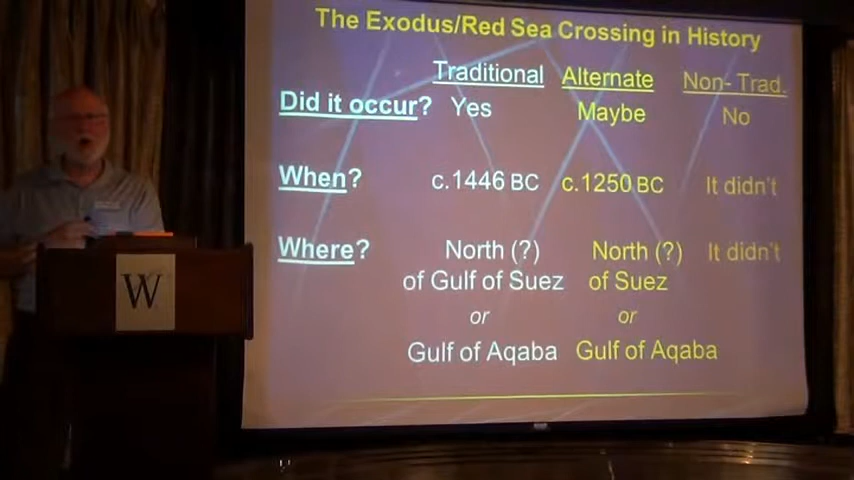 The Exodus/Red Sea Crossing in History
Traditional Alternate Non- Trad.
Did it occur? Yes Maybe No
When? c.1446 BC c.1250 BC It didn't
Where? North (?) North (?) It didn't
of Gulf of Suez of Suez
or or
Gulf of Aqaba Gulf of Aqaba
W